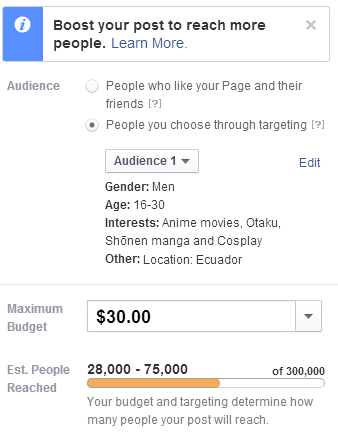 Boost your post to reach more
people. Learn More.
Audience
People who like your Page and their
friends [?]
People you choose through targeting [?]
Audience 1
Edit
Gender: Men
Age: 16-30
Interests: Anime movies, Otaku,
Shōnen manga and Cosplay
Other: Location: Ecuador
Maximum
Budget
$30.00
Est. People
Reached
28,000 - 75,000
of 300,000
Your budget and targeting determine how
many people your post will reach.